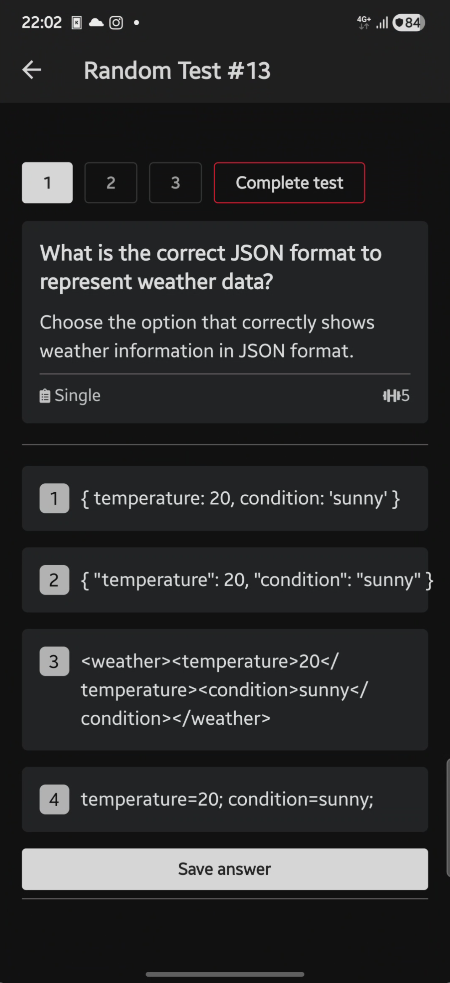 22:02
4G+
84
Random Test #13
1
2
3
Complete test
What is the correct JSON format to
represent weather data?
Choose the option that correctly shows
weather information in JSON format.
Single
5
1
{ temperature: 20, condition: 'sunny' }
2
{ "temperature": 20, "condition": "sunny" }
3
<weather><temperature>20</
temperature><condition>sunny</
condition></weather>
4
temperature=20; condition=sunny;
Save answer